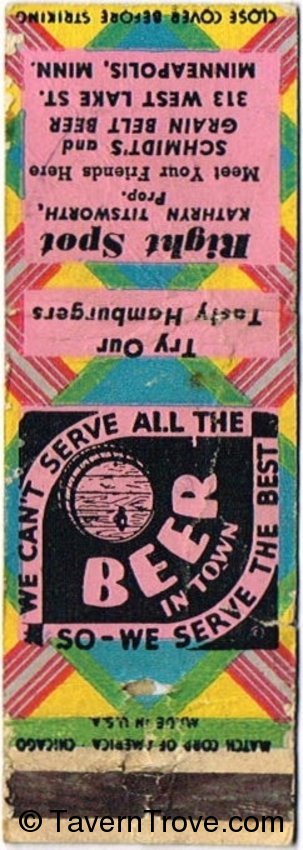 WE CAN'T SERVE ALL THE
BEER
IN TOWN
SO-WE SERVE THE BEST
Try Our
Tasty Hamburgers
Right Spot
KATHRYN TITSWORTH,
Prop.
Meet Your Friends Here
SCHMIDT'S and
GRAIN BELT BEER
313 WEST LAKE ST.
MINNEAPOLIS, MINN.
CLOSE COVER BEFORE STRIKING
MADE IN U.S.A.
MATCH CORP OF AMERICA · CHICAGO
© TavernTrove.com